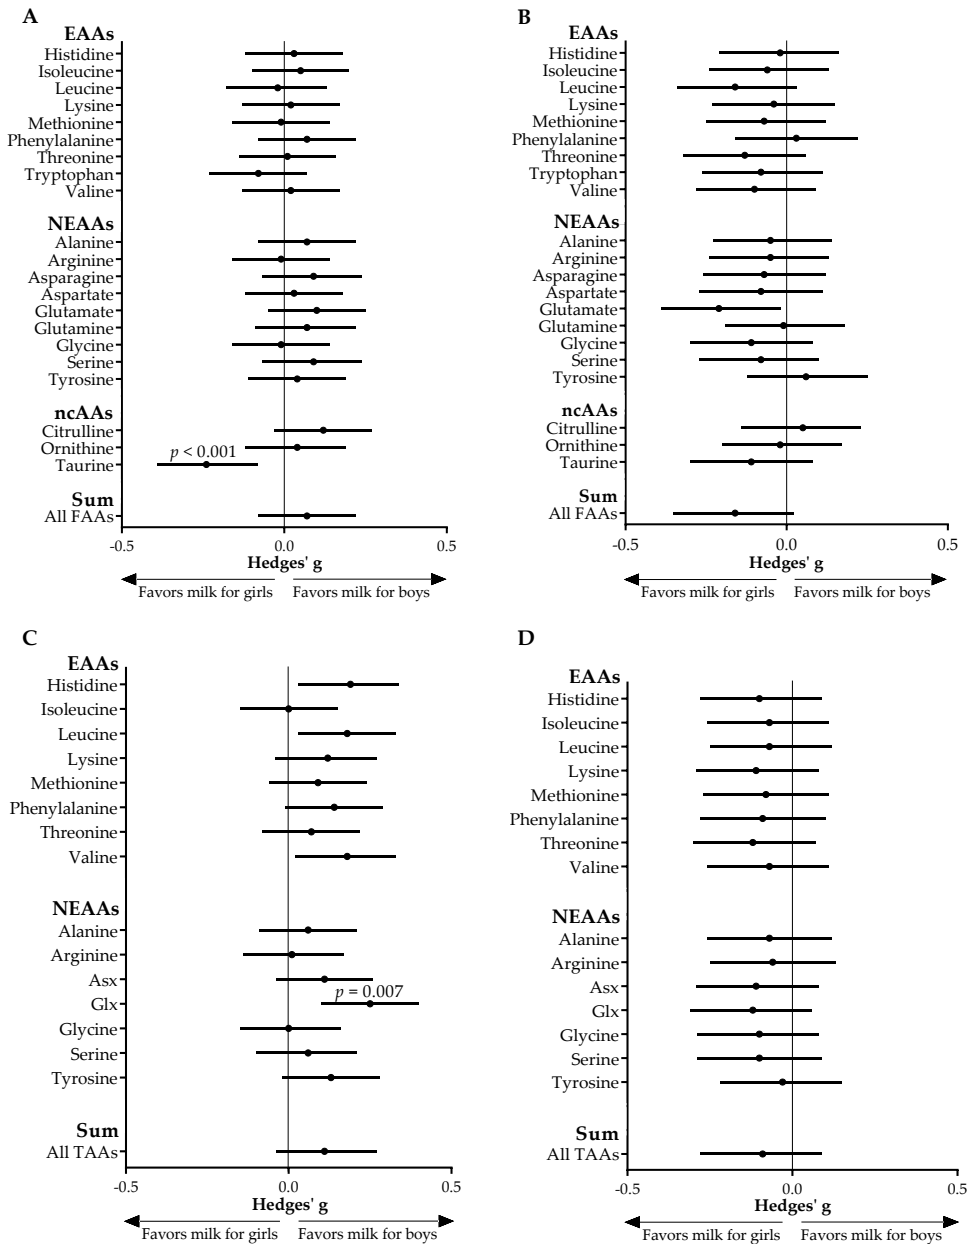 A
EAAs
Histidine
Isoleucine
Leucine
Lysine
Methionine
Phenylalanine
Threonine
Tryptophan
Valine
NEAAs
Alanine
Arginine
Asparagine
Aspartate
Glutamate
Glutamine
Glycine
Serine
Tyrosine
ncAAs
Citrulline
Ornithine
p < 0.001
Taurine
Sum
All FAAs
-0.5 0.0 0.5
Hedges' g
Favors milk for girls Favors milk for boys
B
EAAs
Histidine
Isoleucine
Leucine
Lysine
Methionine
Phenylalanine
Threonine
Tryptophan
Valine
NEAAs
Alanine
Arginine
Asparagine
Aspartate
Glutamate
Glutamine
Glycine
Serine
Tyrosine
ncAAs
Citrulline
Ornithine
Taurine
Sum
All FAAs
-0.5 0.0 0.5
Hedges' g
Favors milk for girls Favors milk for boys
C
EAAs
Histidine
Isoleucine
Leucine
Lysine
Methionine
Phenylalanine
Threonine
Valine
NEAAs
Alanine
Arginine
Asx
p = 0.007
Glx
Glycine
Serine
Tyrosine
Sum
All TAAs
-0.5 0.0 0.5
Hedges' g
Favors milk for girls Favors milk for boys
D
EAAs
Histidine
Isoleucine
Leucine
Lysine
Methionine
Phenylalanine
Threonine
Valine
NEAAs
Alanine
Arginine
Asx
Glx
Glycine
Serine
Tyrosine
Sum
All TAAs
-0.5 0.0 0.5
Hedges' g
Favors milk for girls Favors milk for boys